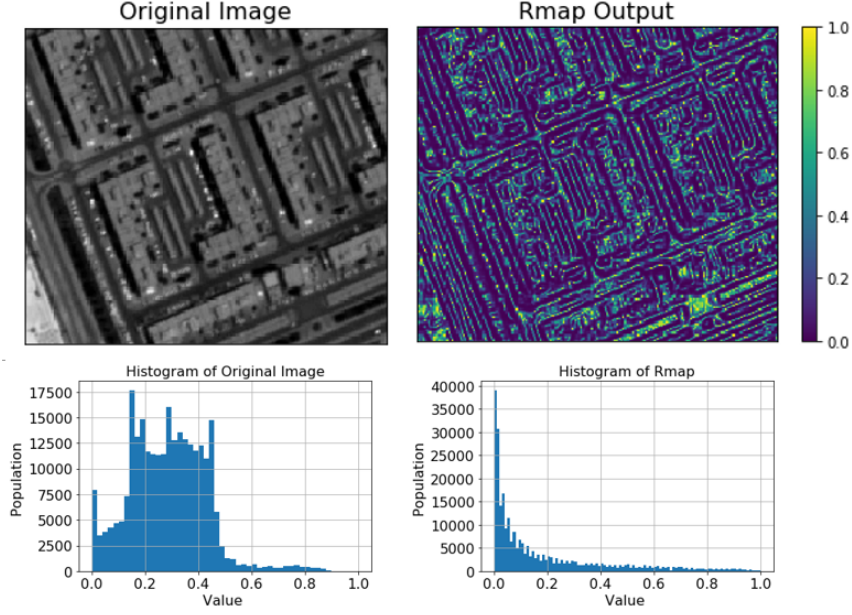 Original Image
Rmap Output
1.0
0.8
0.6
0.4
0.2
0.0
Histogram of Original Image
17500
15000
12500
10000
7500
5000
2500
0
Population
0.0 0.2 0.4 0.6 0.8 1.0
Value
Histogram of Rmap
40000
35000
30000
25000
20000
15000
10000
5000
0
Population
0.0 0.2 0.4 0.6 0.8 1.0
Value